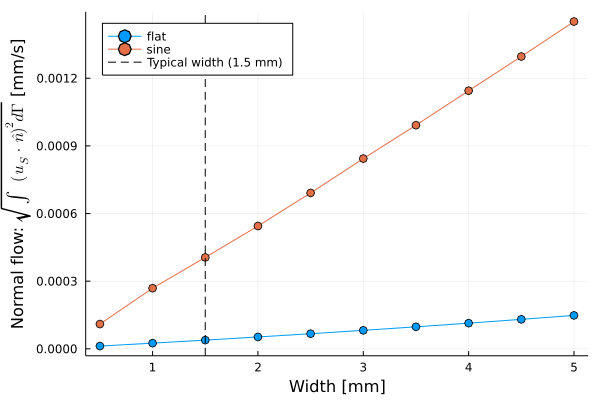 flat
sine
Typical width (1.5 mm)
Normal flow: √∫ (u_S · n̂)² dΓ [mm/s]
0.0012
0.0009
0.0006
0.0003
0.0000
1 2 3 4 5
Width [mm]